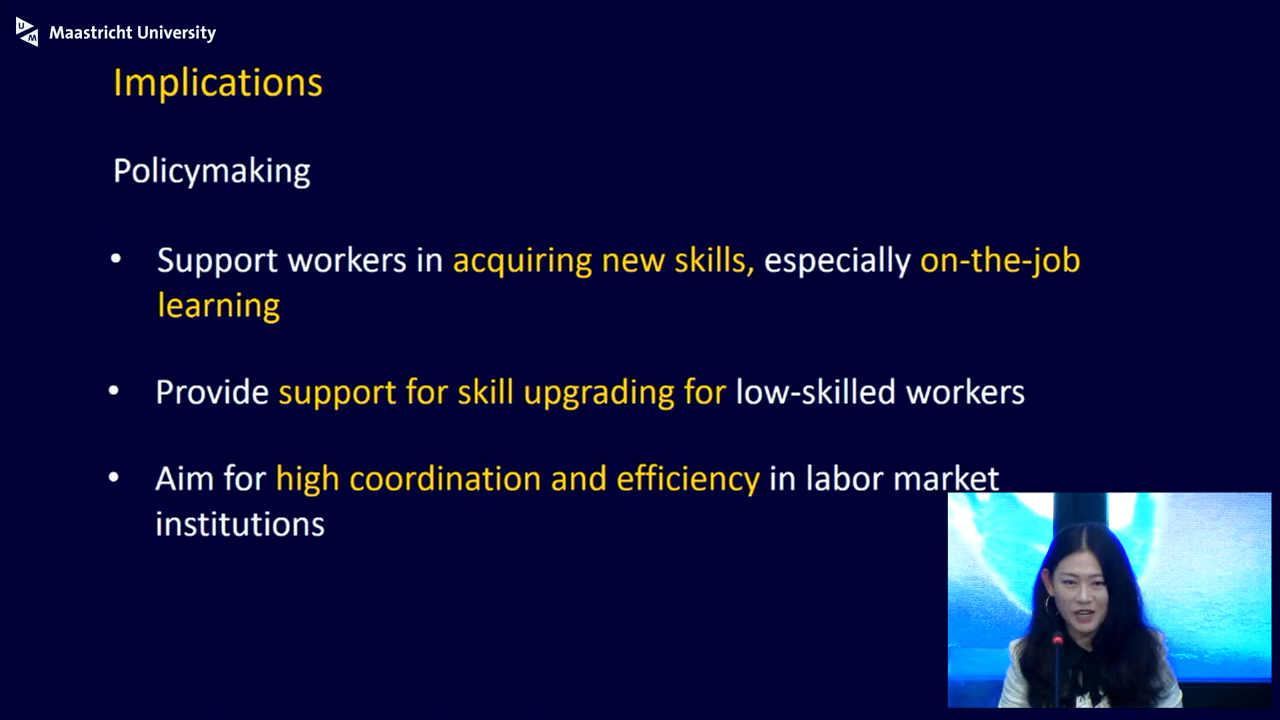 Maastricht University
Implications
Policymaking
• Support workers in acquiring new skills, especially on-the-job
learning
• Provide support for skill upgrading for low-skilled workers
• Aim for high coordination and efficiency in labor market
institutions